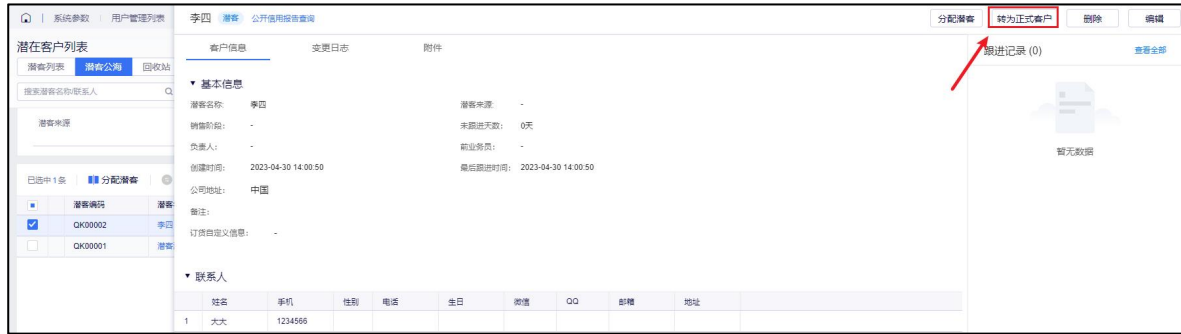 系统参数 用户管理列表
李四 潜客 公开信用报告查询
分配潜客 转为正式客户 删除 编辑
潜在客户列表
潜客列表 潜客公海 回收站
搜索潜客名称/联系人
潜客来源
已选中1条 分配潜客
潜客编码 潜客
QK00002 李四
QK00001 潜客
客户信息 变更日志 附件
基本信息
潜客名称: 李四 潜客来源: -
销售阶段: - 未跟进天数: 0天
负责人: - 前业务员: -
创建时间: 2023-04-30 14:00:50 最后跟进时间: 2023-04-30 14:00:50
公司地址: 中国
备注:
订货自定义信息: -
联系人
姓名 手机 性别 电话 生日 微信 QQ 邮箱 地址
1 大大 1234566
跟进记录 (0) 查看全部
暂无数据